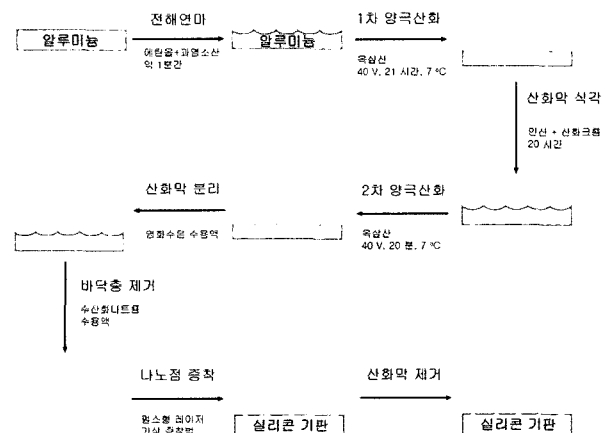 알루미늄
전해연마
에탄올+과염소산
약 1분간
알루미늄
1차 양극산화
옥살산
40 V, 21 시간, 7 ℃
산화막 식각
인산 + 산화크롬
20 시간
2차 양극산화
옥살산
40 V, 20 분, 7 ℃
산화막 분리
염화수은 수용액
바닥층 제거
수산화나트륨
수용액
나노점 증착
펄스형 레이저
기상 증착법
실리콘 기판
산화막 제거
실리콘 기판